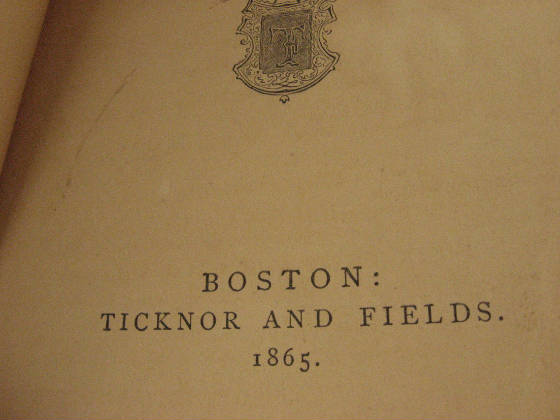 BOSTON:
TICKNOR AND FIELDS.
1865.